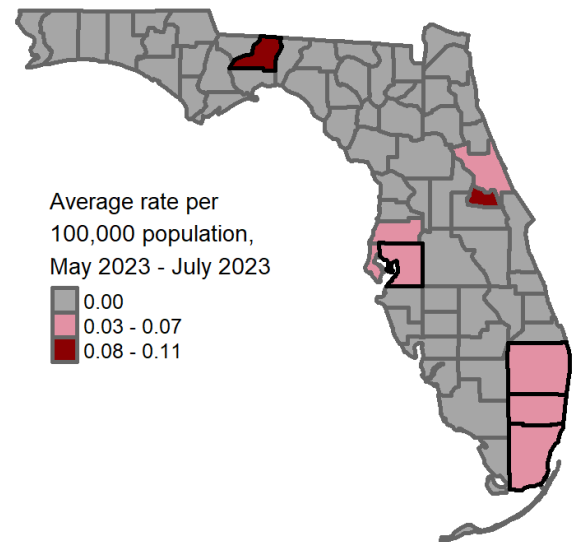 Average rate per
100,000 population,
May 2023 - July 2023
0.00
0.03 - 0.07
0.08 - 0.11